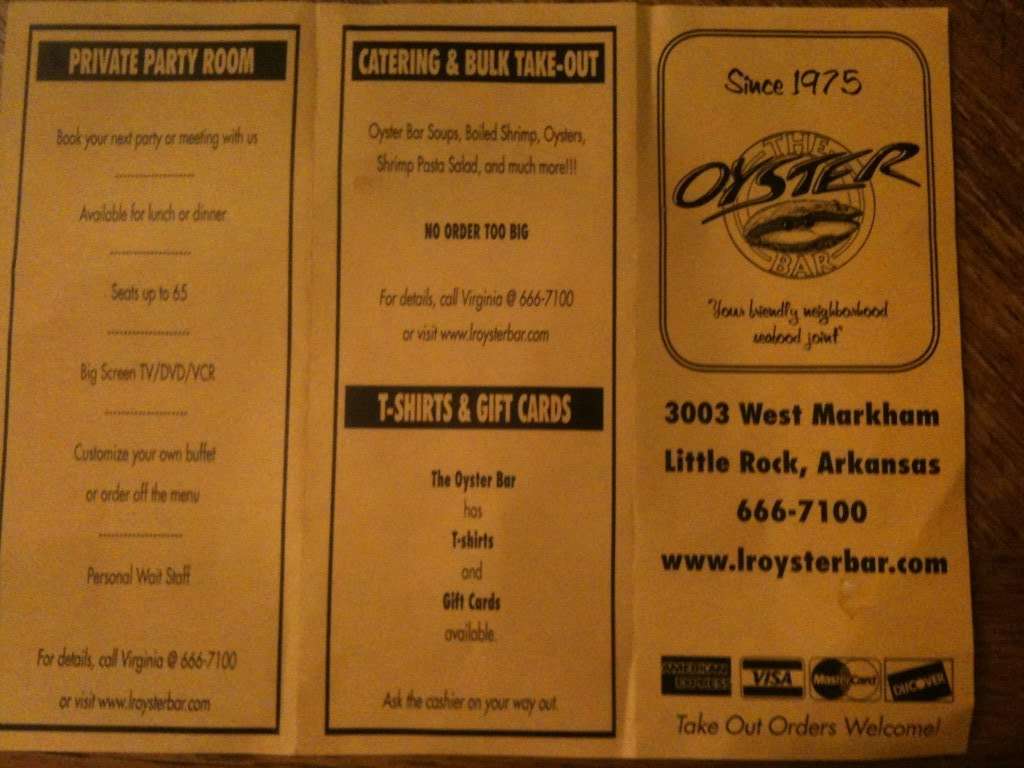 PRIVATE PARTY ROOM
Book your next party or meeting with us
Available for lunch or dinner
Seats up to 65
Big Screen TV/DVD/VCR
Customize your own buffet
or order off the menu
Personal Wait Staff
For details, call Virginia @ 666-7100
or visit www.lroysterbar.com
CATERING & BULK TAKE-OUT
Oyster Bar Soups, Boiled Shrimp, Oysters,
Shrimp Pasta Salad, and much more!!!
NO ORDER TOO BIG
For details, call Virginia @ 666-7100
or visit www.lroysterbar.com
T-SHIRTS & GIFT CARDS
The Oyster Bar
has
T-shirts
and
Gift Cards
available.
Ask the cashier on your way out.
Since 1975
THE
OYSTER
BAR
"Your friendly neighborhood
seafood joint"
3003 West Markham
Little Rock, Arkansas
666-7100
www.lroysterbar.com
AMERICAN EXPRESS VISA MasterCard DISCOVER
Take Out Orders Welcome!